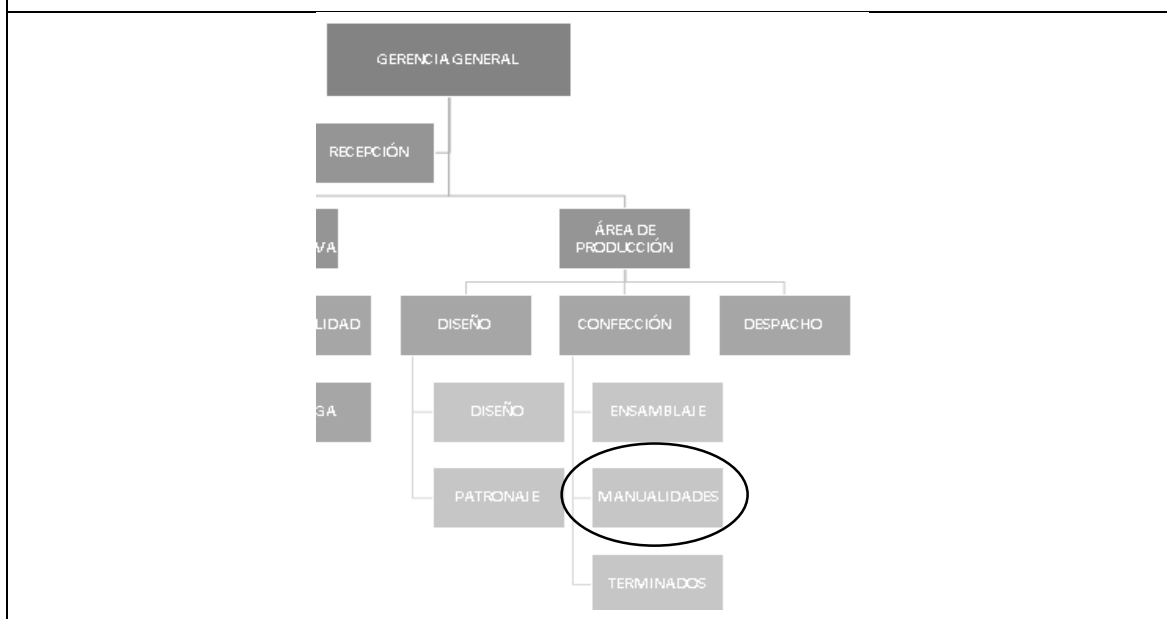 GERENCIA GENERAL
RECEPCIÓN
VA
ÁREA DE
PRODUCCIÓN
LIDAD
DISEÑO
CONFECCIÓN
DESPACHO
GA
DISEÑO
ENSAMBLAJE
PATRONAJE
MANUALIDADES
TERMINADOS